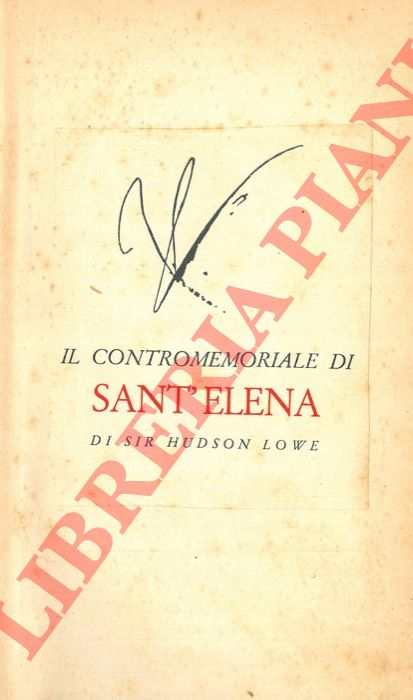 IL CONTROMEMORIALE DI
SANT'ELENA
DI SIR HUDSON LOWE
LIBRERIA PIANI